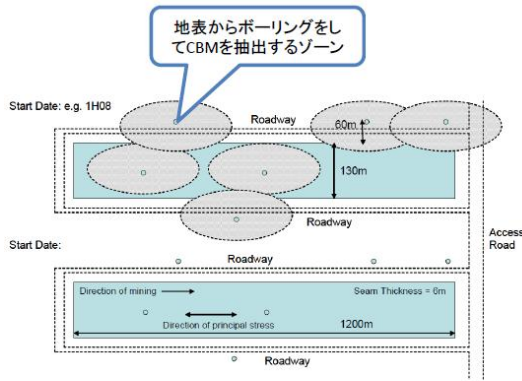 地表からボーリングをし
てCBMを抽出するゾーン
Start Date: e.g. 1H08
Roadway
60m
130m
Roadway
Access
Road
Start Date:
Roadway
Direction of mining
Seam Thickness = 6m
Direction of principal stress
1200m
Roadway